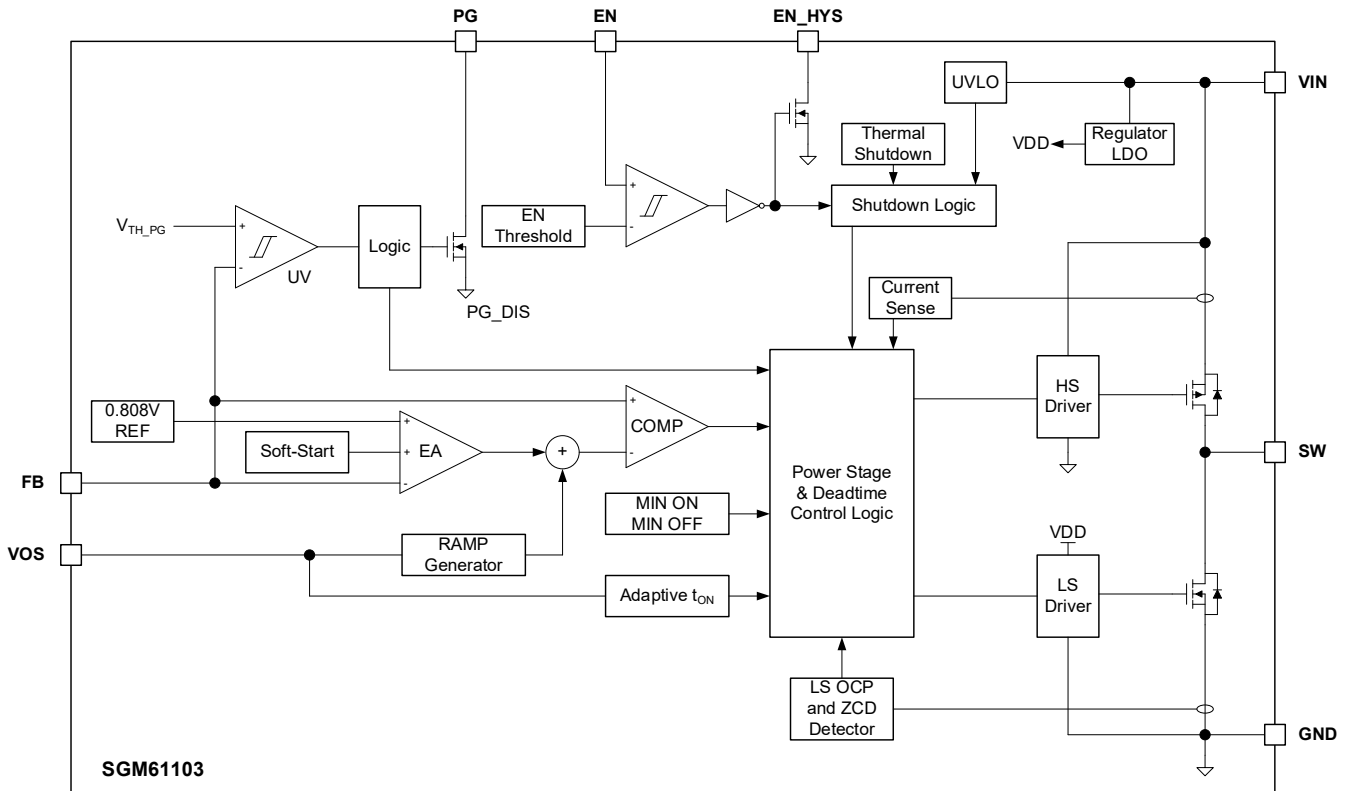 PG
EN
EN_HYS
UVLO
VIN
Thermal
Shutdown
VDD
Regulator
LDO
+
EN
Threshold
-
Shutdown Logic
V_TH_PG
+
-
UV
Logic
PG_DIS
Current
Sense
0.808V
REF
Soft-Start
+
+
-
EA
+
+
-
COMP
HS
Driver
FB
SW
Power Stage
& Deadtime
Control Logic
MIN ON
MIN OFF
VOS
RAMP
Generator
VDD
Adaptive t_ON
LS
Driver
LS OCP
and ZCD
Detector
GND
SGM61103